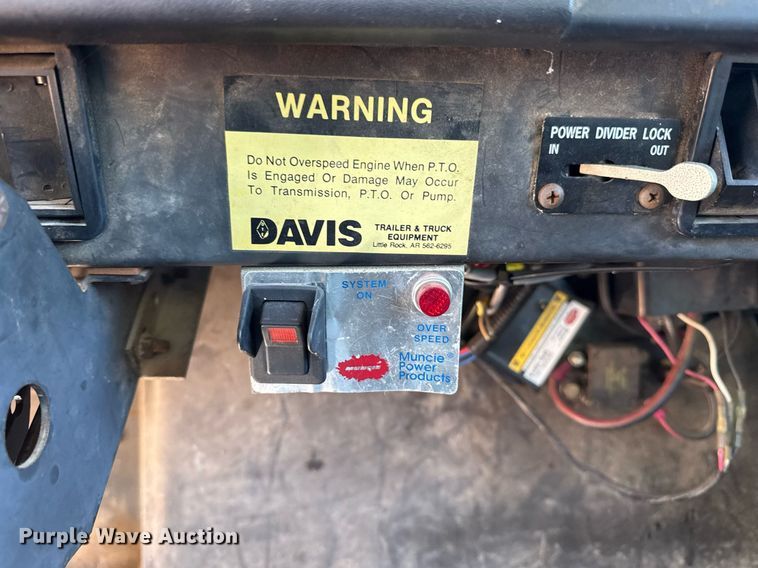 WARNING
Do Not Overspeed Engine When P.T.O.
Is Engaged Or Damage May Occur
To Transmission, P.T.O. Or Pump.
DAVIS
TRAILER & TRUCK
EQUIPMENT
Little Rock, AR 562-6295
POWER DIVIDER LOCK
IN OUT
SYSTEM
ON
OVER
SPEED
Muncie®
Power
Products
Purple Wave Auction